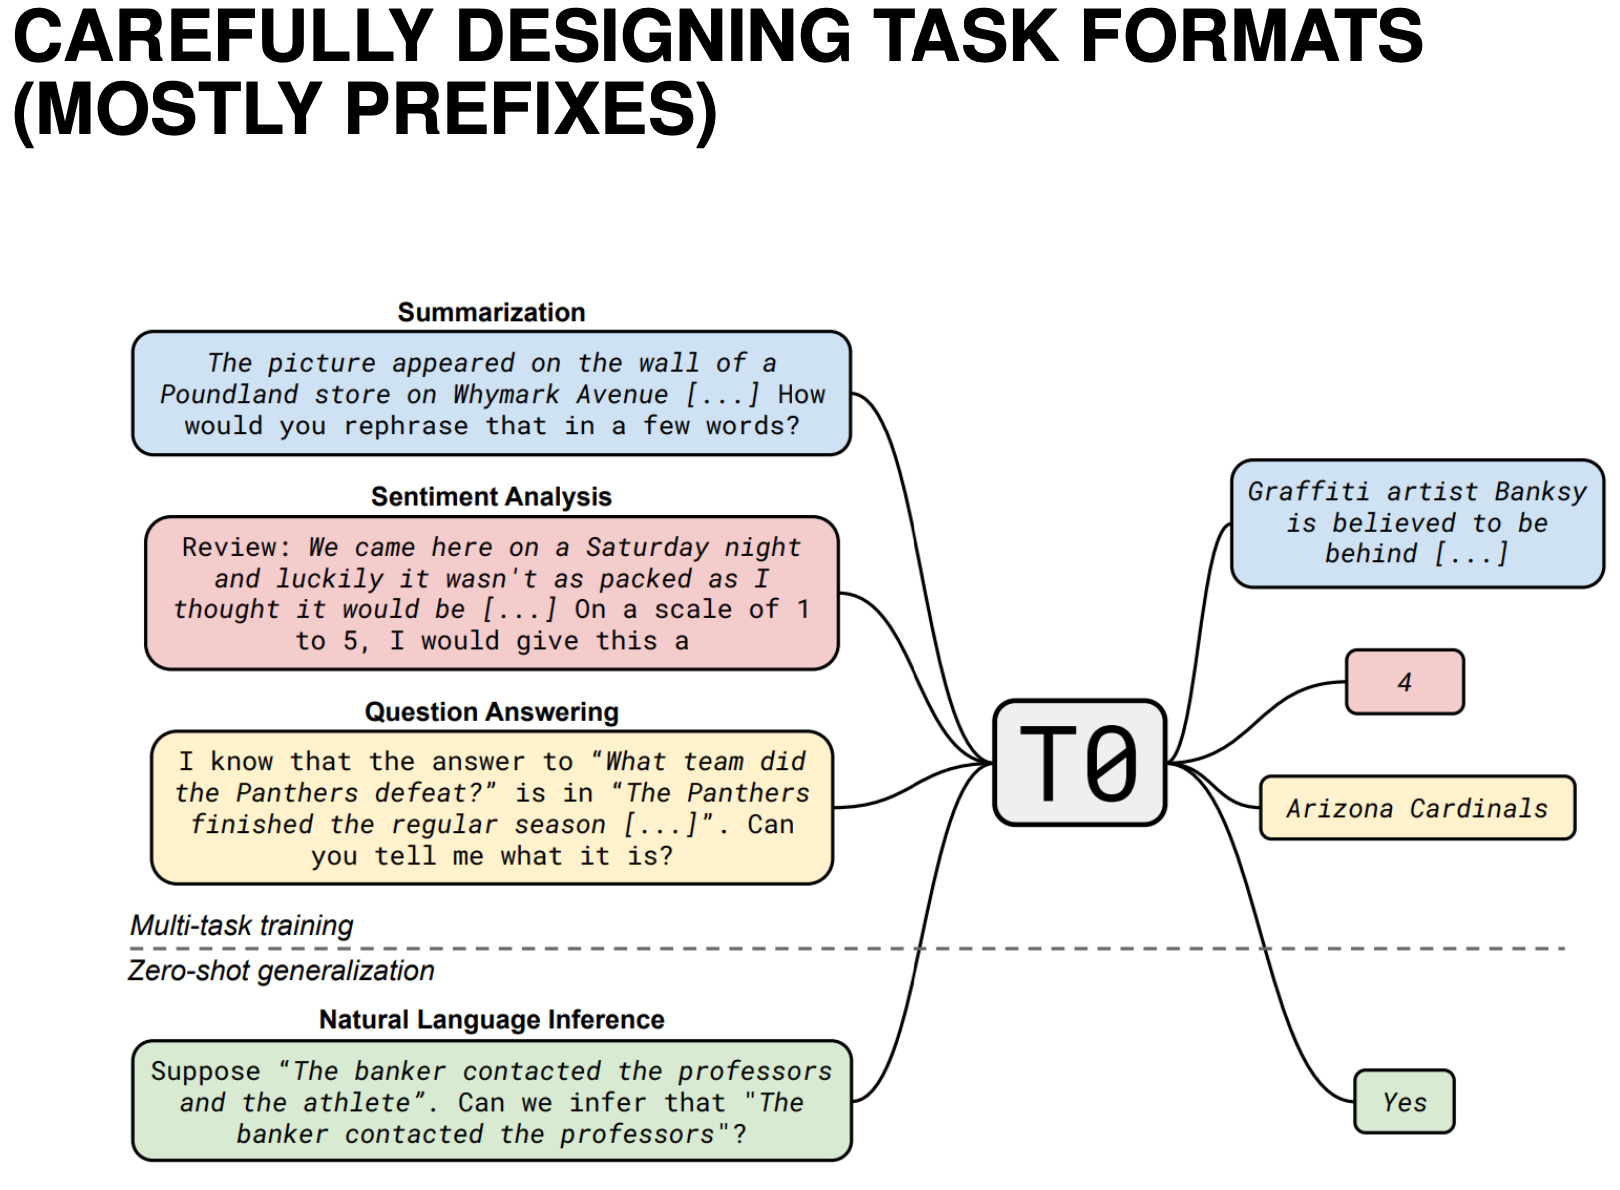 CAREFULLY DESIGNING TASK FORMATS
(MOSTLY PREFIXES)
Summarization
The picture appeared on the wall of a
Poundland store on Whymark Avenue [...] How
would you rephrase that in a few words?
Sentiment Analysis
Review: We came here on a Saturday night
and luckily it wasn't as packed as I
thought it would be [...] On a scale of 1
to 5, I would give this a
Question Answering
I know that the answer to “What team did
the Panthers defeat?” is in “The Panthers
finished the regular season [...]”. Can
you tell me what it is?
Multi-task training
Zero-shot generalization
Natural Language Inference
Suppose “The banker contacted the professors
and the athlete”. Can we infer that "The
banker contacted the professors"?
T0
Graffiti artist Banksy
is believed to be
behind [...]
4
Arizona Cardinals
Yes